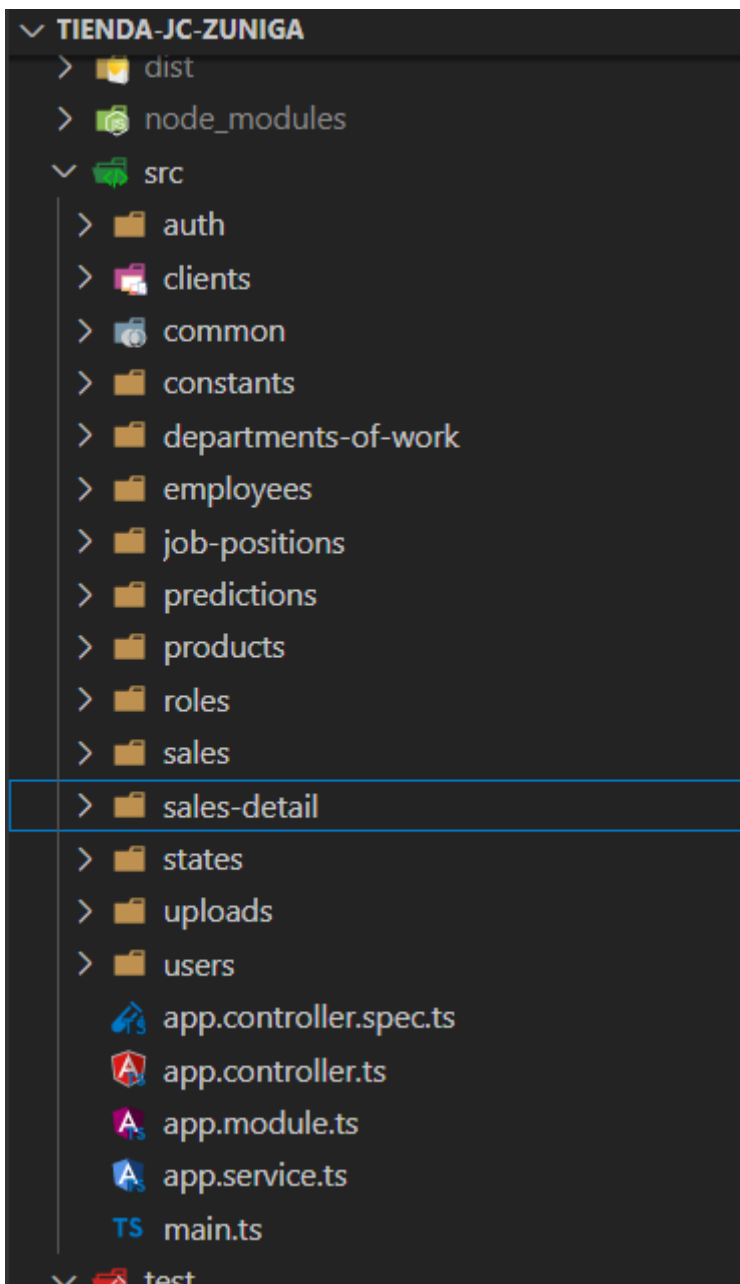 TIENDA-JC-ZUNIGA
dist
node_modules
src
auth
clients
common
constants
departments-of-work
employees
job-positions
predictions
products
roles
sales
sales-detail
states
uploads
users
app.controller.spec.ts
app.controller.ts
app.module.ts
app.service.ts
TS main.ts
test